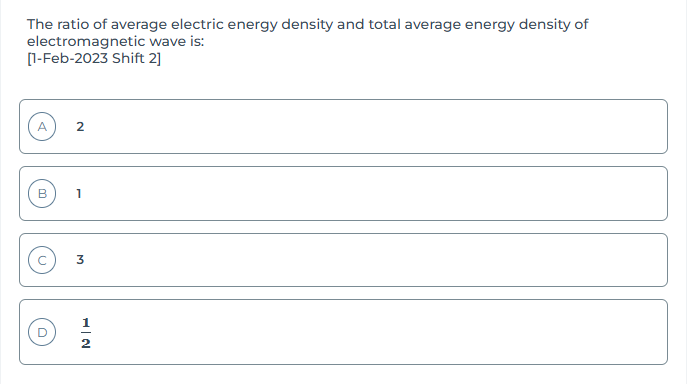 The ratio of average electric energy density and total average energy density of
electromagnetic wave is:
[1-Feb-2023 Shift 2]
A 2
B 1
C 3
D 1/2